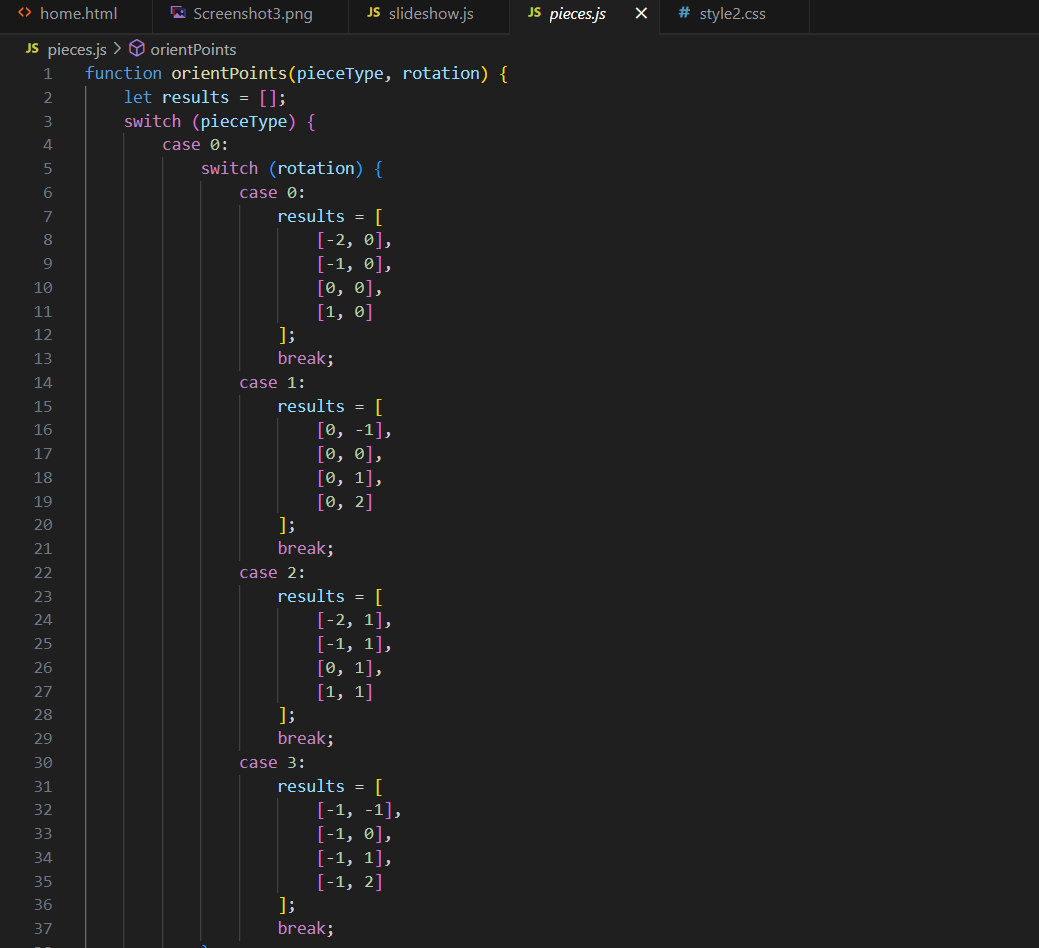 home.html Screenshot3.png JS slideshow.js JS pieces.js # style2.css
JS pieces.js > orientPoints
1 function orientPoints(pieceType, rotation) {
2 let results = [];
3 switch (pieceType) {
4 case 0:
5 switch (rotation) {
6 case 0:
7 results = [
8 [-2, 0],
9 [-1, 0],
10 [0, 0],
11 [1, 0]
12 ];
13 break;
14 case 1:
15 results = [
16 [0, -1],
17 [0, 0],
18 [0, 1],
19 [0, 2]
20 ];
21 break;
22 case 2:
23 results = [
24 [-2, 1],
25 [-1, 1],
26 [0, 1],
27 [1, 1]
28 ];
29 break;
30 case 3:
31 results = [
32 [-1, -1],
33 [-1, 0],
34 [-1, 1],
35 [-1, 2]
36 ];
37 break;